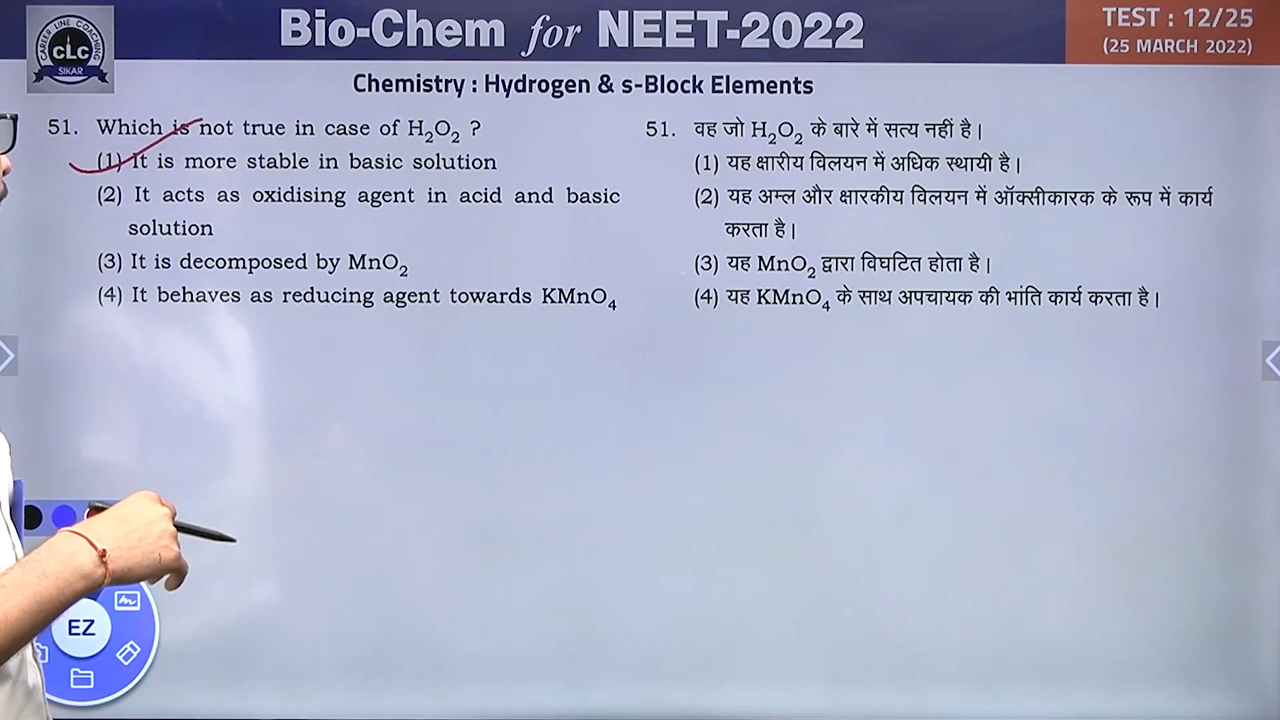 CAREER LINE COACHING
CLC
SIKAR
Bio-Chem for NEET-2022
TEST : 12/25
(25 MARCH 2022)
Chemistry : Hydrogen & s-Block Elements
51. Which is not true in case of H₂O₂ ?
(1) It is more stable in basic solution
(2) It acts as oxidising agent in acid and basic
solution
(3) It is decomposed by MnO₂
(4) It behaves as reducing agent towards KMnO₄
51. वह जो H₂O₂ के बारे में सत्य नहीं है।
(1) यह क्षारीय विलयन में अधिक स्थायी है।
(2) यह अम्ल और क्षारकीय विलयन में ऑक्सीकारक के रूप में कार्य
करता है।
(3) यह MnO₂ द्वारा विघटित होता है।
(4) यह KMnO₄ के साथ अपचायक की भांति कार्य करता है।
EZ